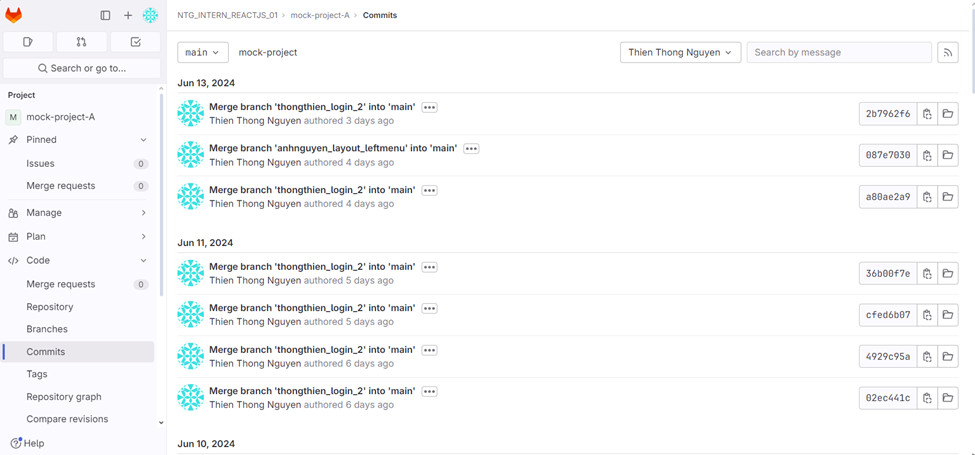 NTG_INTERN_REACTJS_01 > mock-project-A > Commits
Search or go to...
Project
M mock-project-A
Pinned
Issues 0
Merge requests 0
Manage
Plan
Code
Merge requests 0
Repository
Branches
Commits
Tags
Repository graph
Compare revisions
Help
main mock-project Thien Thong Nguyen Search by message
Jun 13, 2024
Merge branch 'thongthien_login_2' into 'main'
Thien Thong Nguyen authored 3 days ago
2b7962f6
Merge branch 'anhnguyen_layout_leftmenu' into 'main'
Thien Thong Nguyen authored 4 days ago
087e7030
Merge branch 'thongthien_login_2' into 'main'
Thien Thong Nguyen authored 4 days ago
a80ae2a9
Jun 11, 2024
Merge branch 'thongthien_login_2' into 'main'
Thien Thong Nguyen authored 5 days ago
36b00f7e
Merge branch 'thongthien_login_2' into 'main'
Thien Thong Nguyen authored 5 days ago
cfed6b07
Merge branch 'thongthien_login_2' into 'main'
Thien Thong Nguyen authored 6 days ago
4929c95a
Merge branch 'thongthien_login_2' into 'main'
Thien Thong Nguyen authored 6 days ago
02ec441c
Jun 10, 2024